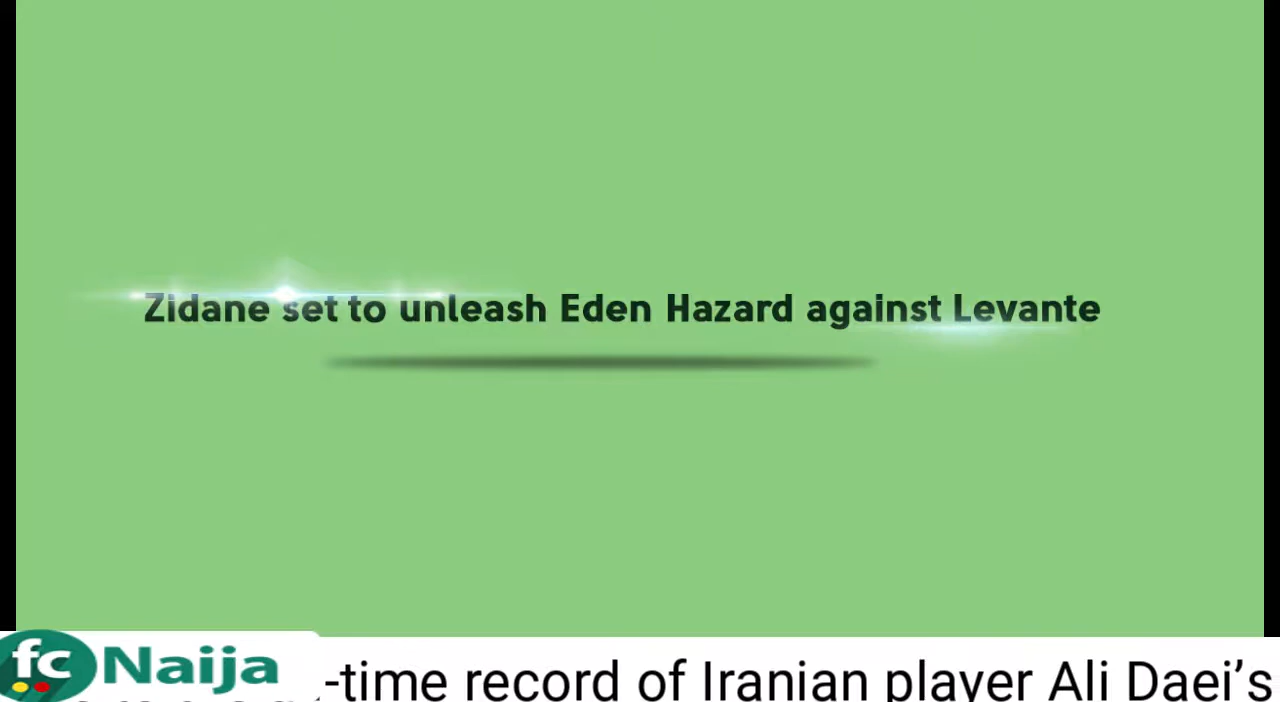 Zidane set to unleash Eden Hazard against Levante
fc Naija
-time record of Iranian player Ali Daei’s